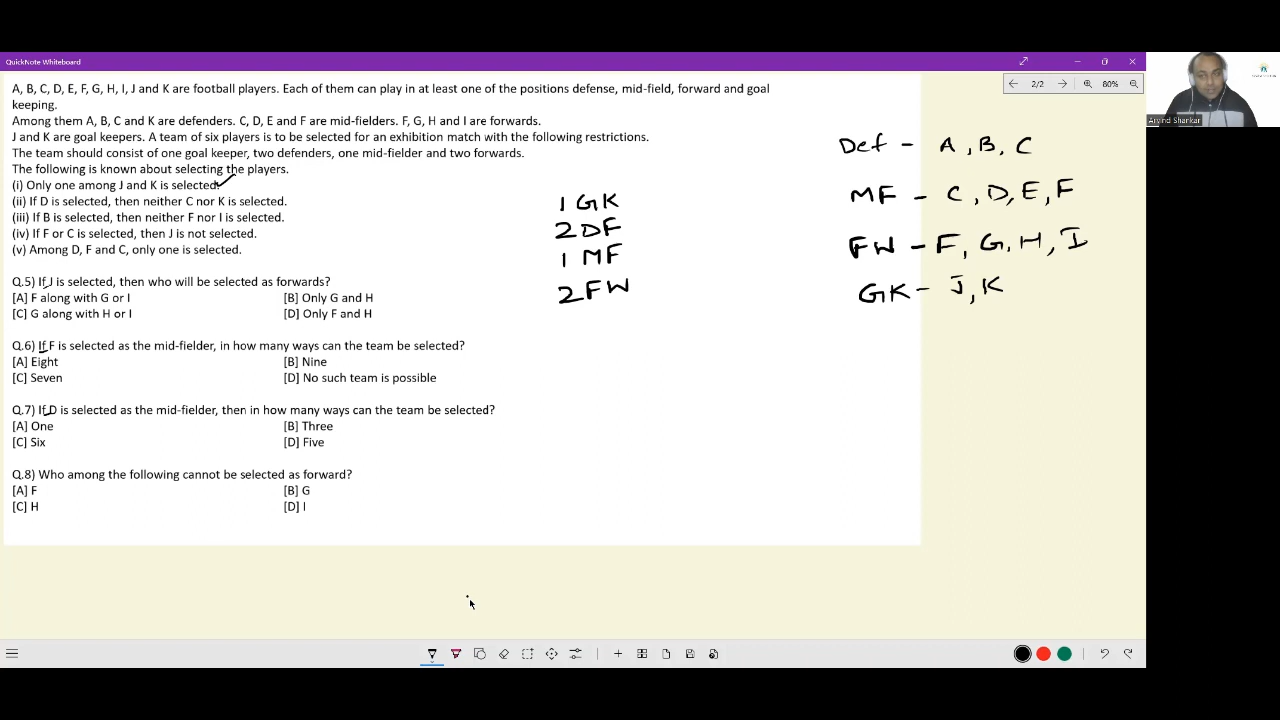 QuickNote Whiteboard
2/2
80%
Arvind Shankar
A, B, C, D, E, F, G, H, I, J and K are football players. Each of them can play in at least one of the positions defense, mid-field, forward and goal
keeping.
Among them A, B, C and K are defenders. C, D, E and F are mid-fielders. F, G, H and I are forwards.
J and K are goal keepers. A team of six players is to be selected for an exhibition match with the following restrictions.
The team should consist of one goal keeper, two defenders, one mid-fielder and two forwards.
The following is known about selecting the players.
(i) Only one among J and K is selected.
(ii) If D is selected, then neither C nor K is selected.
(iii) If B is selected, then neither F nor I is selected.
(iv) If F or C is selected, then J is not selected.
(v) Among D, F and C, only one is selected.
Q.5) If J is selected, then who will be selected as forwards?
[A] F along with G or I [B] Only G and H
[C] G along with H or I [D] Only F and H
Q.6) If F is selected as the mid-fielder, in how many ways can the team be selected?
[A] Eight [B] Nine
[C] Seven [D] No such team is possible
Q.7) If D is selected as the mid-fielder, then in how many ways can the team be selected?
[A] One [B] Three
[C] Six [D] Five
Q.8) Who among the following cannot be selected as forward?
[A] F [B] G
[C] H [D] I
1 GK
2 DF
1 MF
2 FW
Def - A, B, C
MF - C, D, E, F
FW - F, G, H, I
GK - J, K